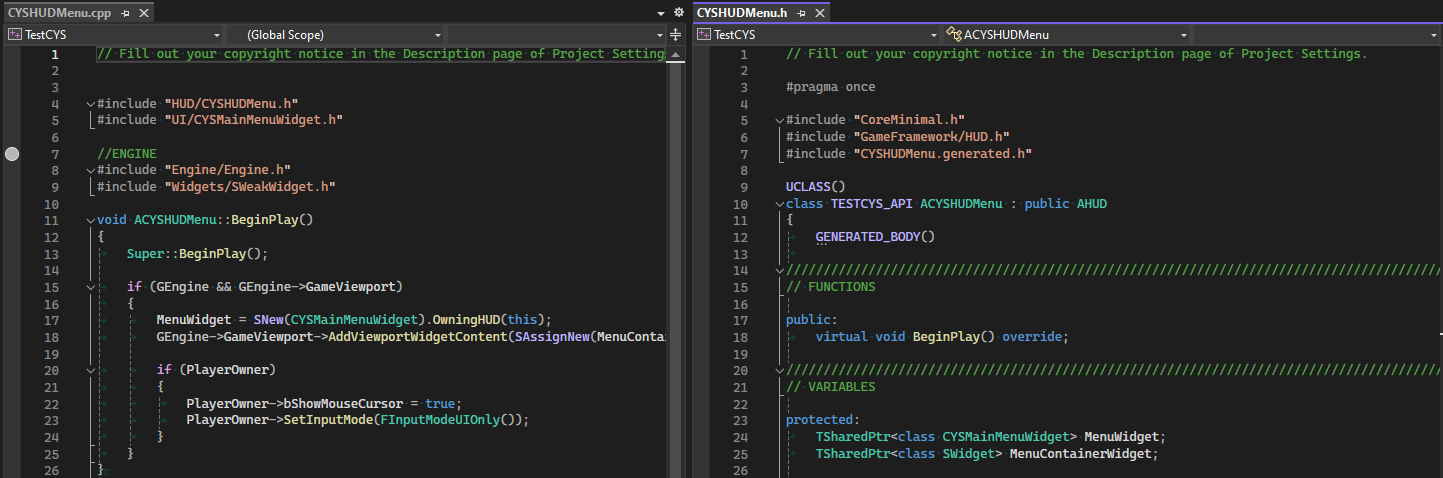 CYSHUDMenu.cpp
TestCYS
(Global Scope)
1 // Fill out your copyright notice in the Description page of Project Setting
2
3
4 #include "HUD/CYSHUDMenu.h"
5 #include "UI/CYSMainMenuWidget.h"
6
7 //ENGINE
8 #include "Engine/Engine.h"
9 #include "Widgets/SWeakWidget.h"
10
11 void ACYSHUDMenu::BeginPlay()
12 {
13 Super::BeginPlay();
14
15 if (GEngine && GEngine->GameViewport)
16 {
17 MenuWidget = SNew(CYSMainMenuWidget).OwningHUD(this);
18 GEngine->GameViewport->AddViewportWidgetContent(SAssignNew(MenuContai
19
20 if (PlayerOwner)
21 {
22 PlayerOwner->bShowMouseCursor = true;
23 PlayerOwner->SetInputMode(FInputModeUIOnly());
24 }
25 }
26 }
CYSHUDMenu.h
TestCYS
ACYSHUDMenu
1 // Fill out your copyright notice in the Description page of Project Settings.
2
3 #pragma once
4
5 #include "CoreMinimal.h"
6 #include "GameFramework/HUD.h"
7 #include "CYSHUDMenu.generated.h"
8
9 UCLASS()
10 class TESTCYS_API ACYSHUDMenu : public AHUD
11 {
12 GENERATED_BODY()
13
14 ////////////////////////////////////////////////////////////////////////////////////////
15 // FUNCTIONS
16
17 public:
18 virtual void BeginPlay() override;
19
20 ////////////////////////////////////////////////////////////////////////////////////////
21 // VARIABLES
22
23 protected:
24 TSharedPtr<class CYSMainMenuWidget> MenuWidget;
25 TSharedPtr<class SWidget> MenuContainerWidget;
26